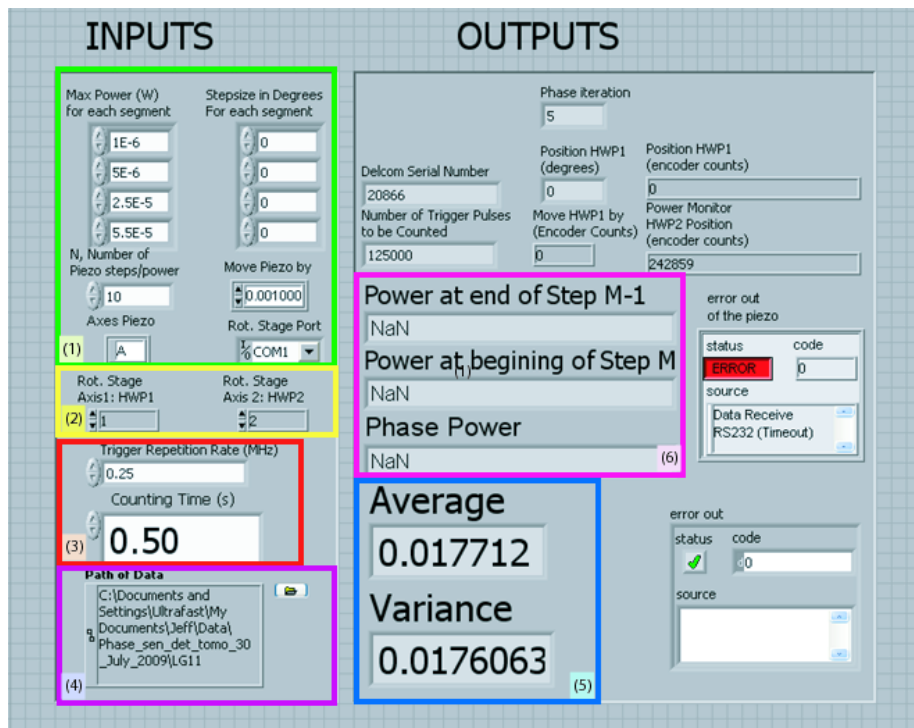 INPUTS
OUTPUTS
Max Power (W)
for each segment
1E-6
5E-6
2.5E-5
5.5E-5
Stepsize in Degrees
For each segment
0
0
0
0
N, Number of
Piezo steps/power
10
Move Piezo by
0.001000
Axes Piezo
A
Rot. Stage Port
COM1
(1)
Rot. Stage
Axis1: HWP1
1
Rot. Stage
Axis 2: HWP2
2
(2)
Trigger Repetition Rate (MHz)
0.25
Counting Time (s)
0.50
(3)
Path of Data
C:\Documents and
Settings\Ultrafast\My
Documents\Jeff\Data\
Phase_sen_det_tomo_30
_July_2009\LG11
(4)
Phase iteration
5
Delcom Serial Number
20866
Position HWP1
(degrees)
0
Position HWP1
(encoder counts)
0
Number of Trigger Pulses
to be Counted
125000
Move HWP1 by
(Encoder Counts)
0
Power Monitor
HWP2 Position
(encoder counts)
242859
Power at end of Step M-1
NaN
Power at begining of Step M
(1)
NaN
Phase Power
NaN
(6)
error out
of the piezo
status
code
ERROR
0
source
Data Receive
RS232 (Timeout)
Average
0.017712
Variance
0.0176063
(5)
error out
status
code
d0
source